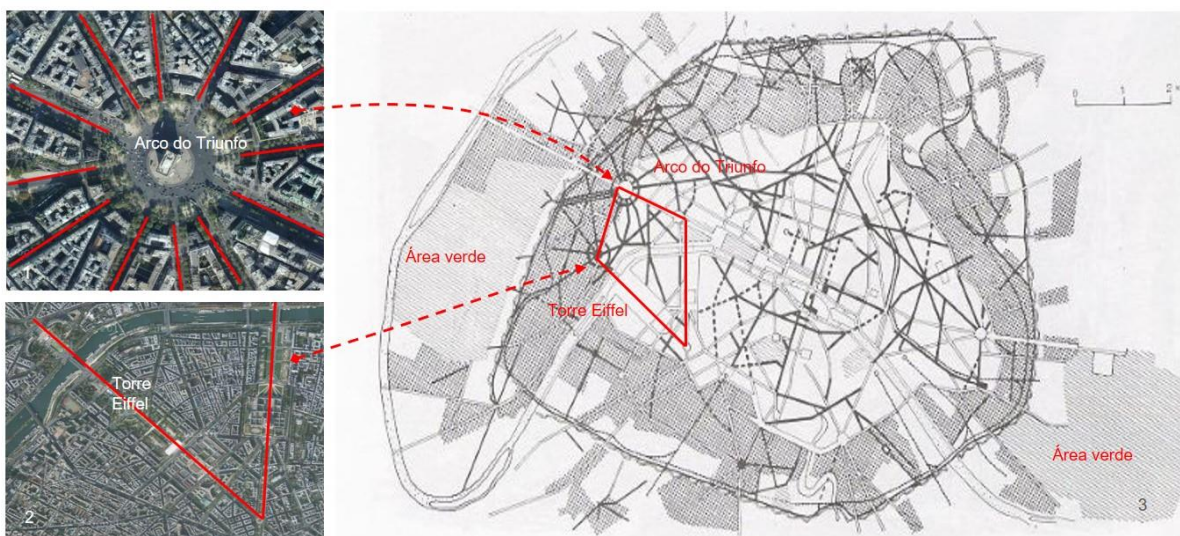 Arco do Triunfo
1
Torre
Eiffel
2
Arco do Triunfo
Área verde
Torre Eiffel
Área verde
0
1
2
3